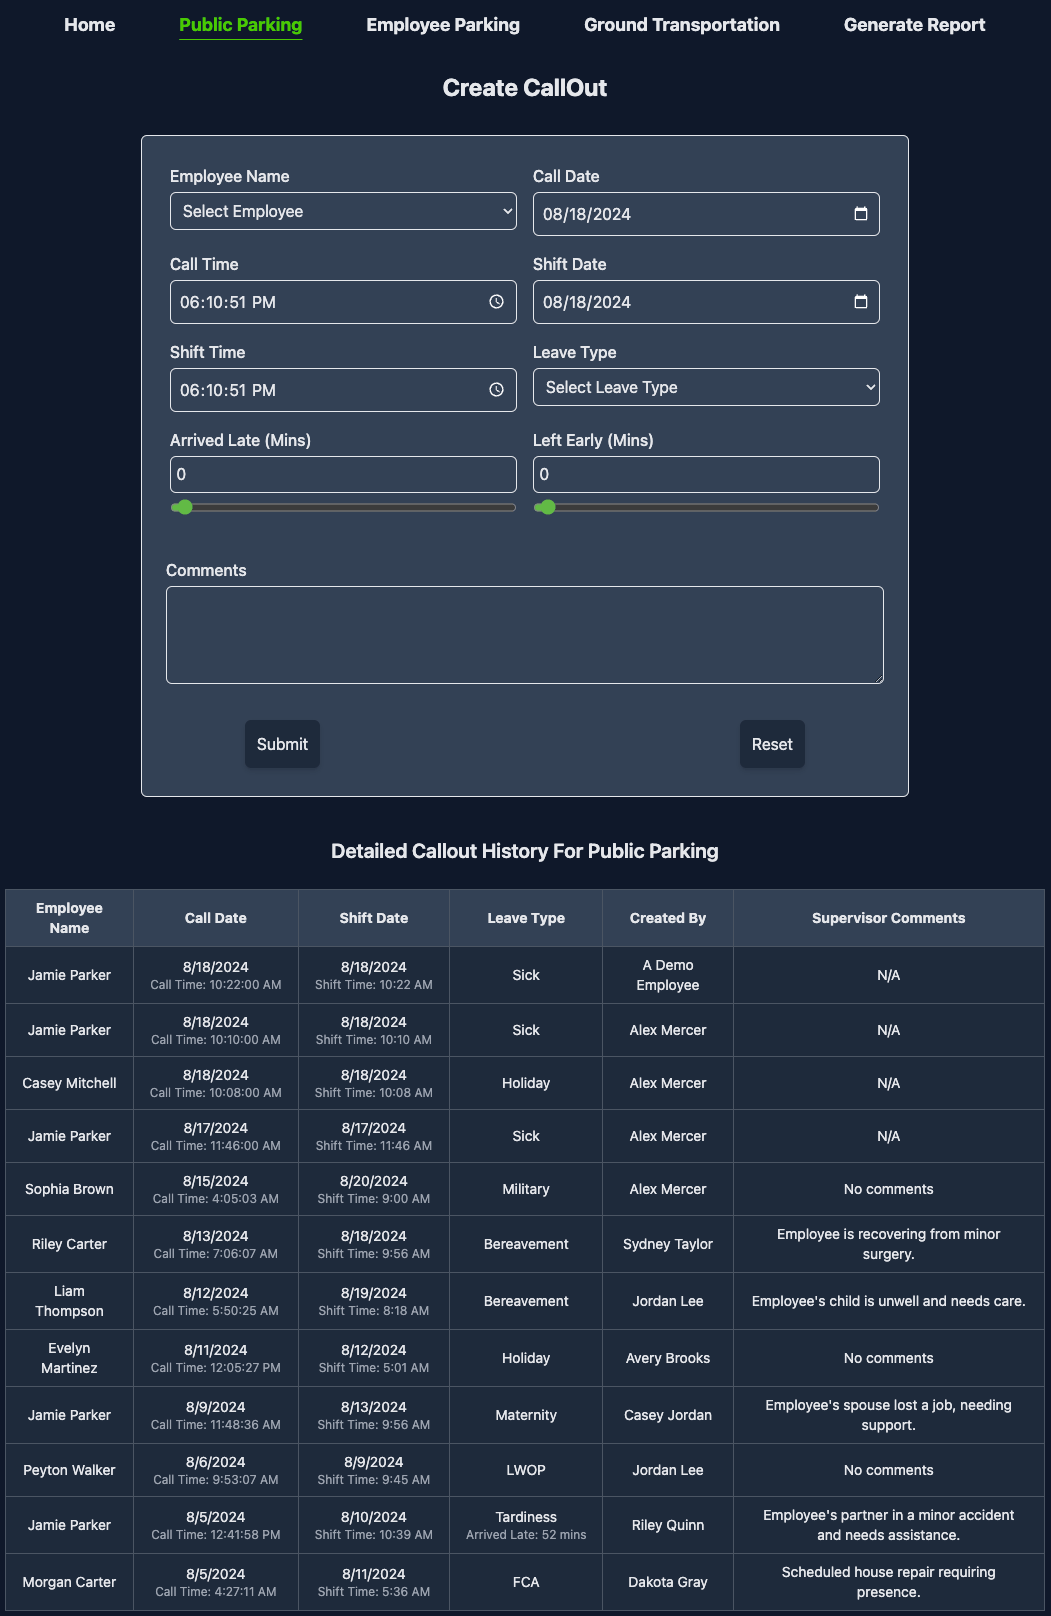 Home Public Parking Employee Parking Ground Transportation Generate Report
Create CallOut
Employee Name Call Date
Select Employee 08/18/2024
Call Time Shift Date
06:10:51 PM 08/18/2024
Shift Time Leave Type
06:10:51 PM Select Leave Type
Arrived Late (Mins) Left Early (Mins)
0 0
Comments
Submit Reset
Detailed Callout History For Public Parking
Employee Name Call Date Shift Date Leave Type Created By Supervisor Comments
Jamie Parker 8/18/2024 Call Time: 10:22:00 AM 8/18/2024 Shift Time: 10:22 AM Sick A Demo Employee N/A
Jamie Parker 8/18/2024 Call Time: 10:10:00 AM 8/18/2024 Shift Time: 10:10 AM Sick Alex Mercer N/A
Casey Mitchell 8/18/2024 Call Time: 10:08:00 AM 8/18/2024 Shift Time: 10:08 AM Holiday Alex Mercer N/A
Jamie Parker 8/17/2024 Call Time: 11:46:00 AM 8/17/2024 Shift Time: 11:46 AM Sick Alex Mercer N/A
Sophia Brown 8/15/2024 Call Time: 4:05:03 AM 8/20/2024 Shift Time: 9:00 AM Military Alex Mercer No comments
Riley Carter 8/13/2024 Call Time: 7:06:07 AM 8/18/2024 Shift Time: 9:56 AM Bereavement Sydney Taylor Employee is recovering from minor surgery.
Liam Thompson 8/12/2024 Call Time: 5:50:25 AM 8/19/2024 Shift Time: 8:18 AM Bereavement Jordan Lee Employee's child is unwell and needs care.
Evelyn Martinez 8/11/2024 Call Time: 12:05:27 PM 8/12/2024 Shift Time: 5:01 AM Holiday Avery Brooks No comments
Jamie Parker 8/9/2024 Call Time: 11:48:36 AM 8/13/2024 Shift Time: 9:56 AM Maternity Casey Jordan Employee's spouse lost a job, needing support.
Peyton Walker 8/6/2024 Call Time: 9:53:07 AM 8/9/2024 Shift Time: 9:45 AM LWOP Jordan Lee No comments
Jamie Parker 8/5/2024 Call Time: 12:41:58 PM 8/10/2024 Shift Time: 10:39 AM Tardiness Arrived Late: 52 mins Riley Quinn Employee's partner in a minor accident and needs assistance.
Morgan Carter 8/5/2024 Call Time: 4:27:11 AM 8/11/2024 Shift Time: 5:36 AM FCA Dakota Gray Scheduled house repair requiring presence.